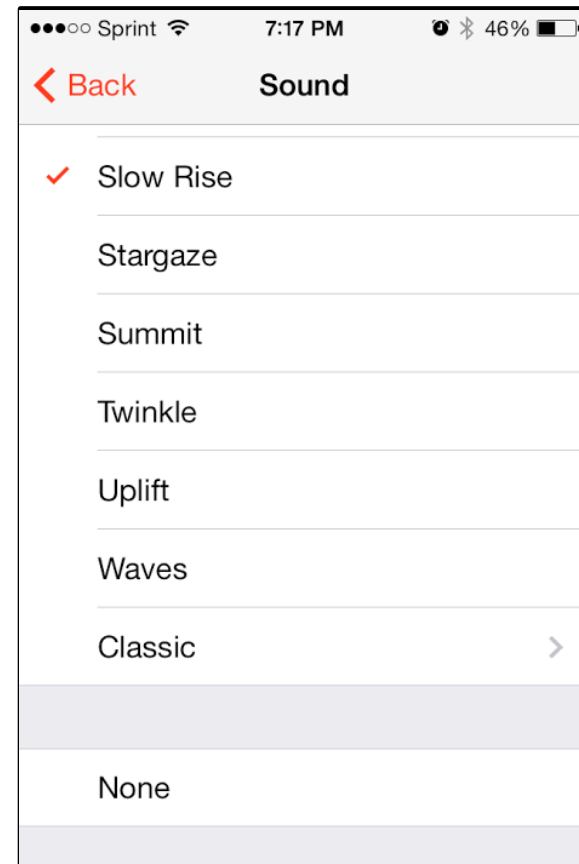 Sprint 7:17 PM 46%
Back Sound
Slow Rise
Stargaze
Summit
Twinkle
Uplift
Waves
Classic
None